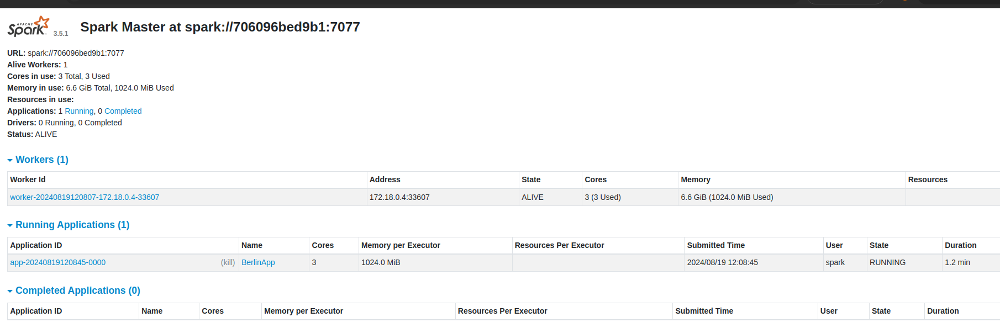 APACHE
Spark 3.5.1 Spark Master at spark://706096bed9b1:7077
URL: spark://706096bed9b1:7077
Alive Workers: 1
Cores in use: 3 Total, 3 Used
Memory in use: 6.6 GiB Total, 1024.0 MiB Used
Resources in use:
Applications: 1 Running, 0 Completed
Drivers: 0 Running, 0 Completed
Status: ALIVE
Workers (1)
Worker Id Address State Cores Memory Resources
worker-20240819120807-172.18.0.4-33607 172.18.0.4:33607 ALIVE 3 (3 Used) 6.6 GiB (1024.0 MiB Used)
Running Applications (1)
Application ID Name Cores Memory per Executor Resources Per Executor Submitted Time User State Duration
app-20240819120845-0000 (kill) BerlinApp 3 1024.0 MiB 2024/08/19 12:08:45 spark RUNNING 1.2 min
Completed Applications (0)
Application ID Name Cores Memory per Executor Resources Per Executor Submitted Time User State Duration